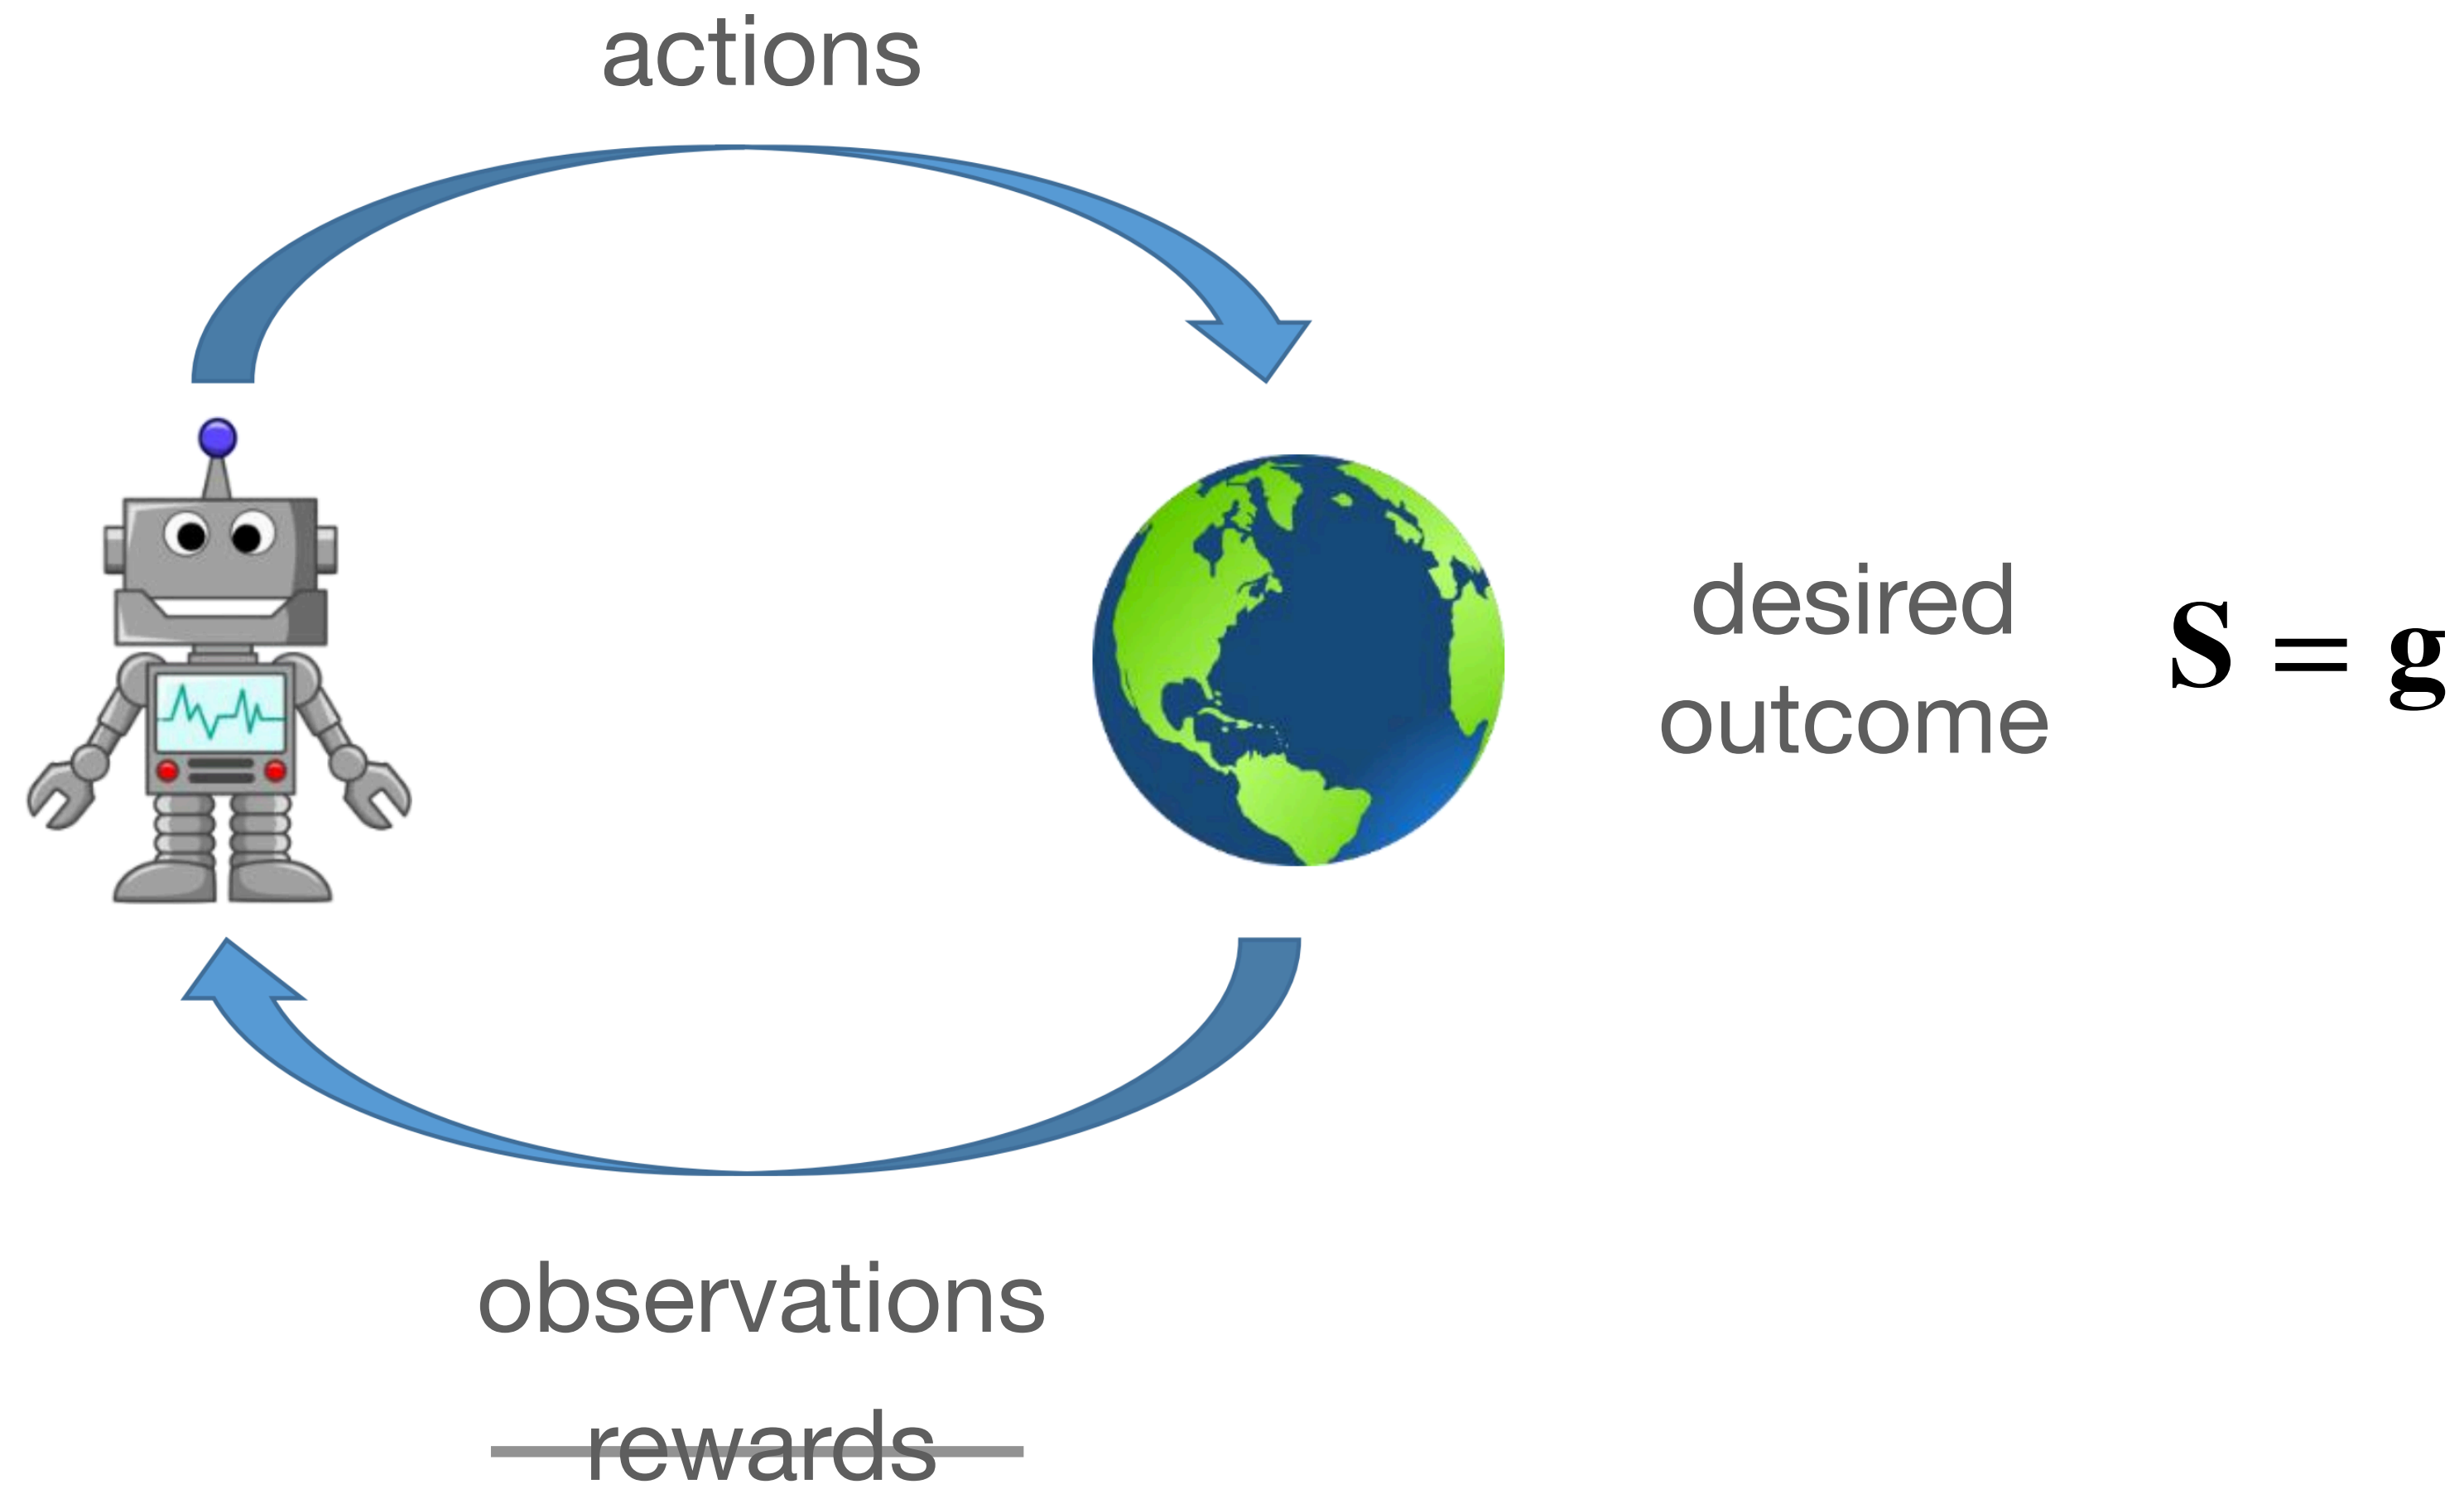 actions
desired
outcome
S = g
observations
rewards